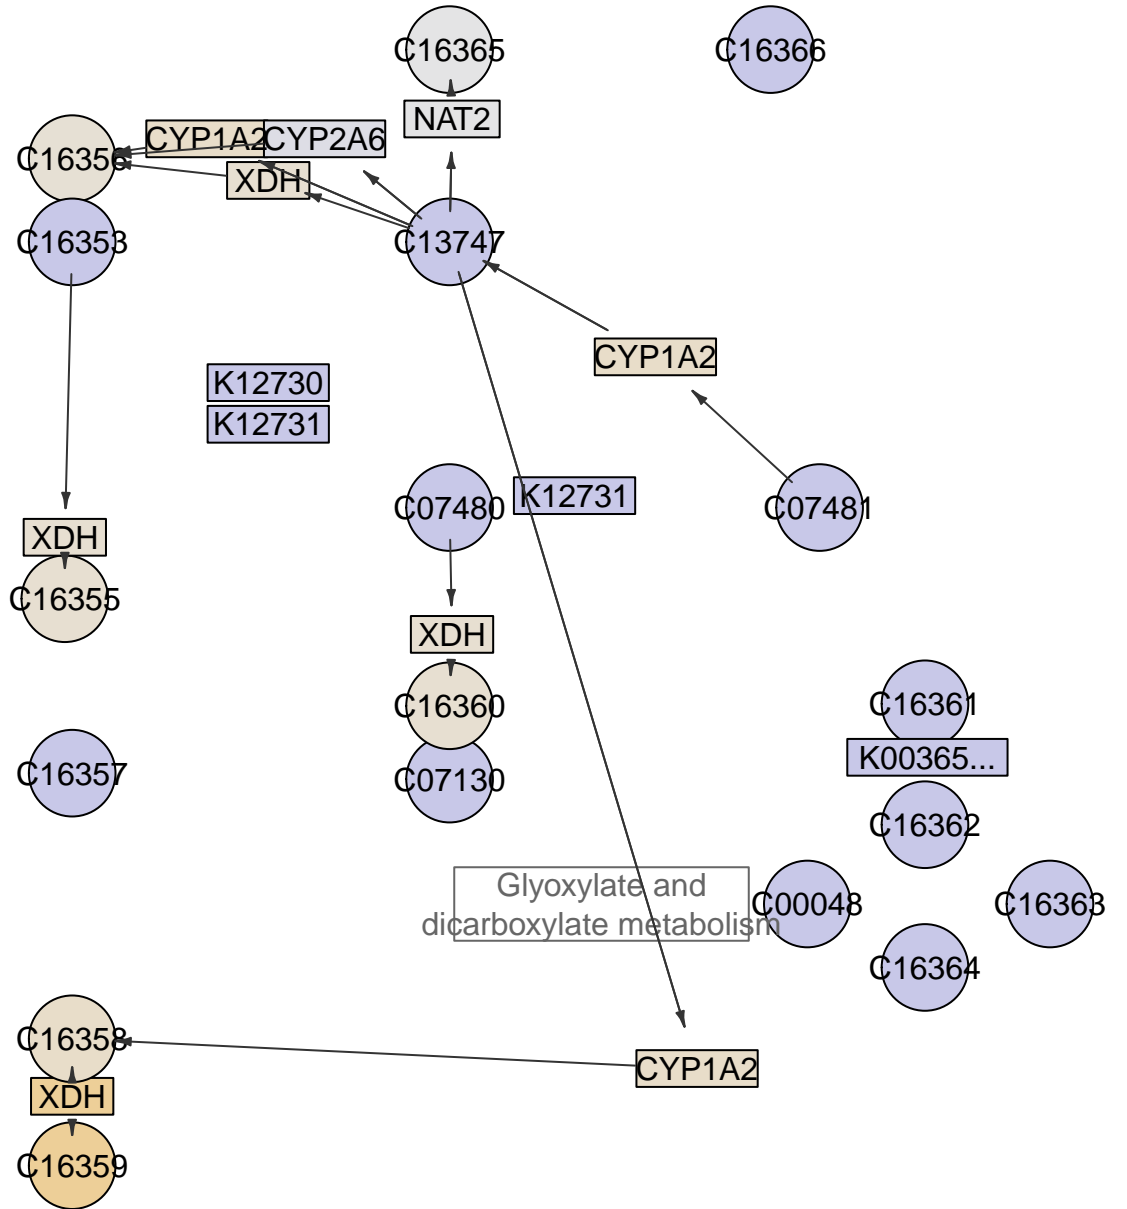 C16365
C16366
NAT2
CYP1A2
CYP2A6
C16356
XDH
C16353
C13747
CYP1A2
K12730
K12731
K12731
C07480
C07481
XDH
C16355
XDH
C16360
C16361
K00365...
C16357
C07130
C16362
Glyoxylate and
dicarboxylate metabolism
C00048
C16363
C16364
C16358
CYP1A2
XDH
C16359